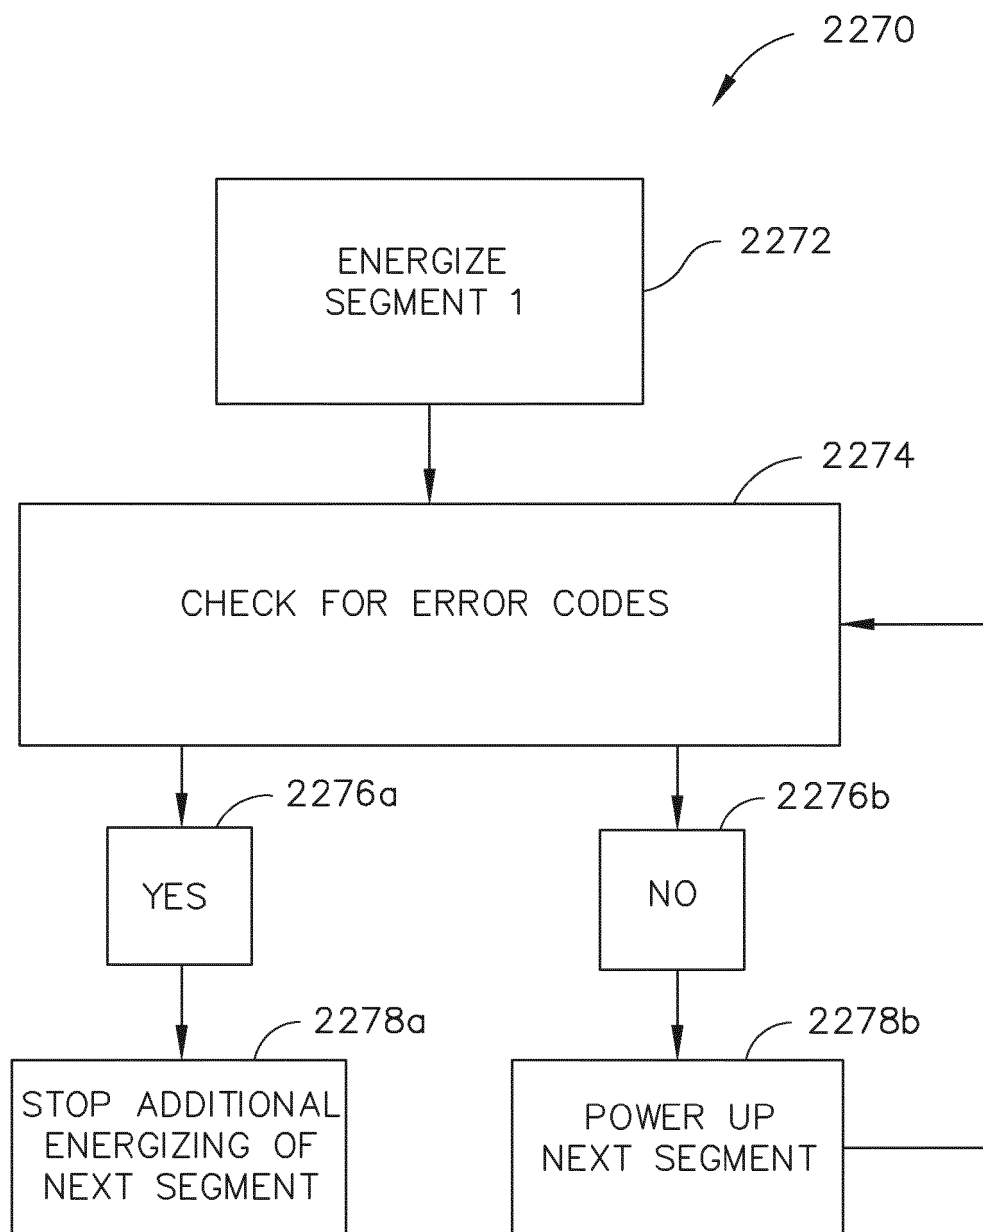 2270
ENERGIZE
SEGMENT 1
2272
2274
CHECK FOR ERROR CODES
2276a
2276b
YES
NO
2278a
2278b
STOP ADDITIONAL
ENERGIZING OF
NEXT SEGMENT
POWER UP
NEXT SEGMENT